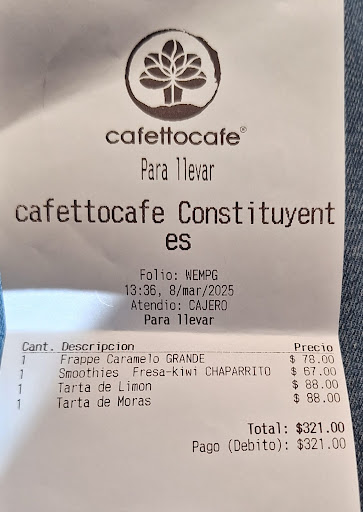 cafettocafe®
Para llevar
cafettocafe Constituyent
es
Folio: WEMPG
13:36, 8/mar/2025
Atendio: CAJERO
Para llevar
Cant. Descripcion Precio
1 Frappe Caramelo GRANDE $ 78.00
1 Smoothies Fresa-kiwi CHAPARRITO $ 67.00
1 Tarta de Limon $ 88.00
1 Tarta de Moras $ 88.00
Total: $321.00
Pago (Debito): $321.00